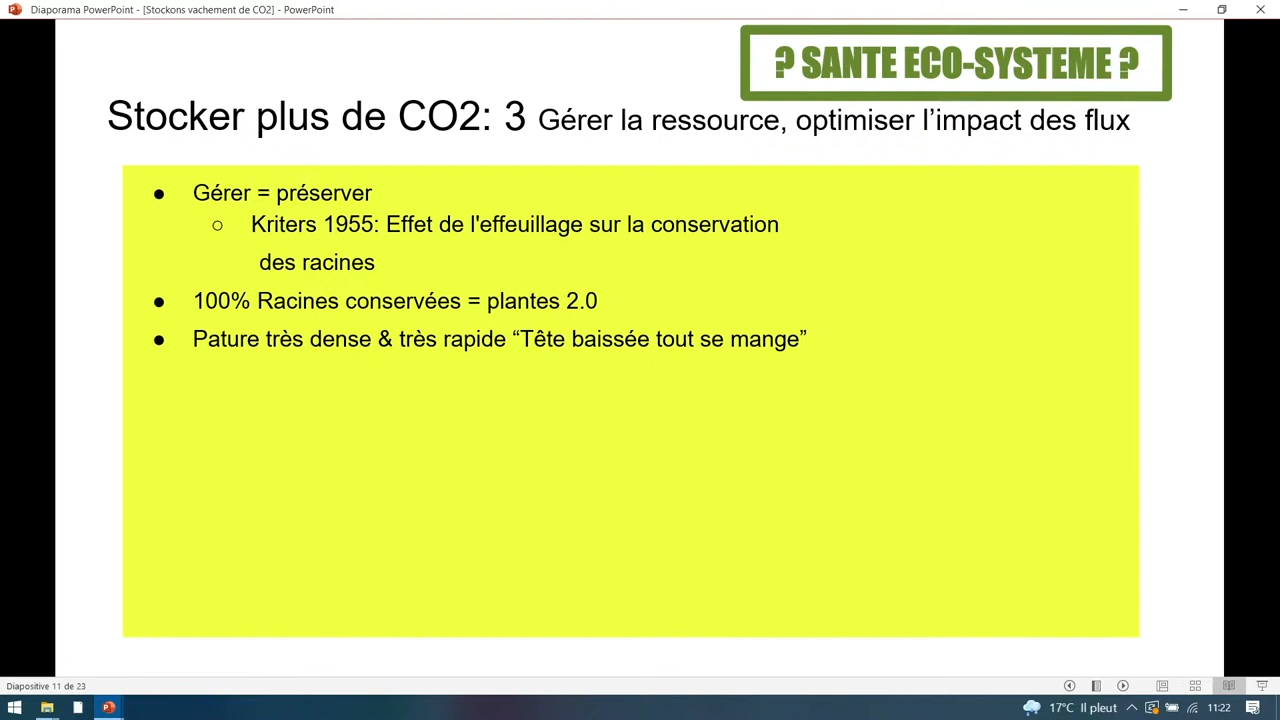 Diaporama PowerPoint - [Stockons vachement de CO2] - PowerPoint
? SANTE ECO-SYSTEME ?
Stocker plus de CO2: 3 Gérer la ressource, optimiser l’impact des flux
● Gérer = préserver
○ Kriters 1955: Effet de l'effeuillage sur la conservation
des racines
● 100% Racines conservées = plantes 2.0
● Pature très dense & très rapide “Tête baissée tout se mange”
Diapositive 11 de 23
17°C Il pleut
11:22